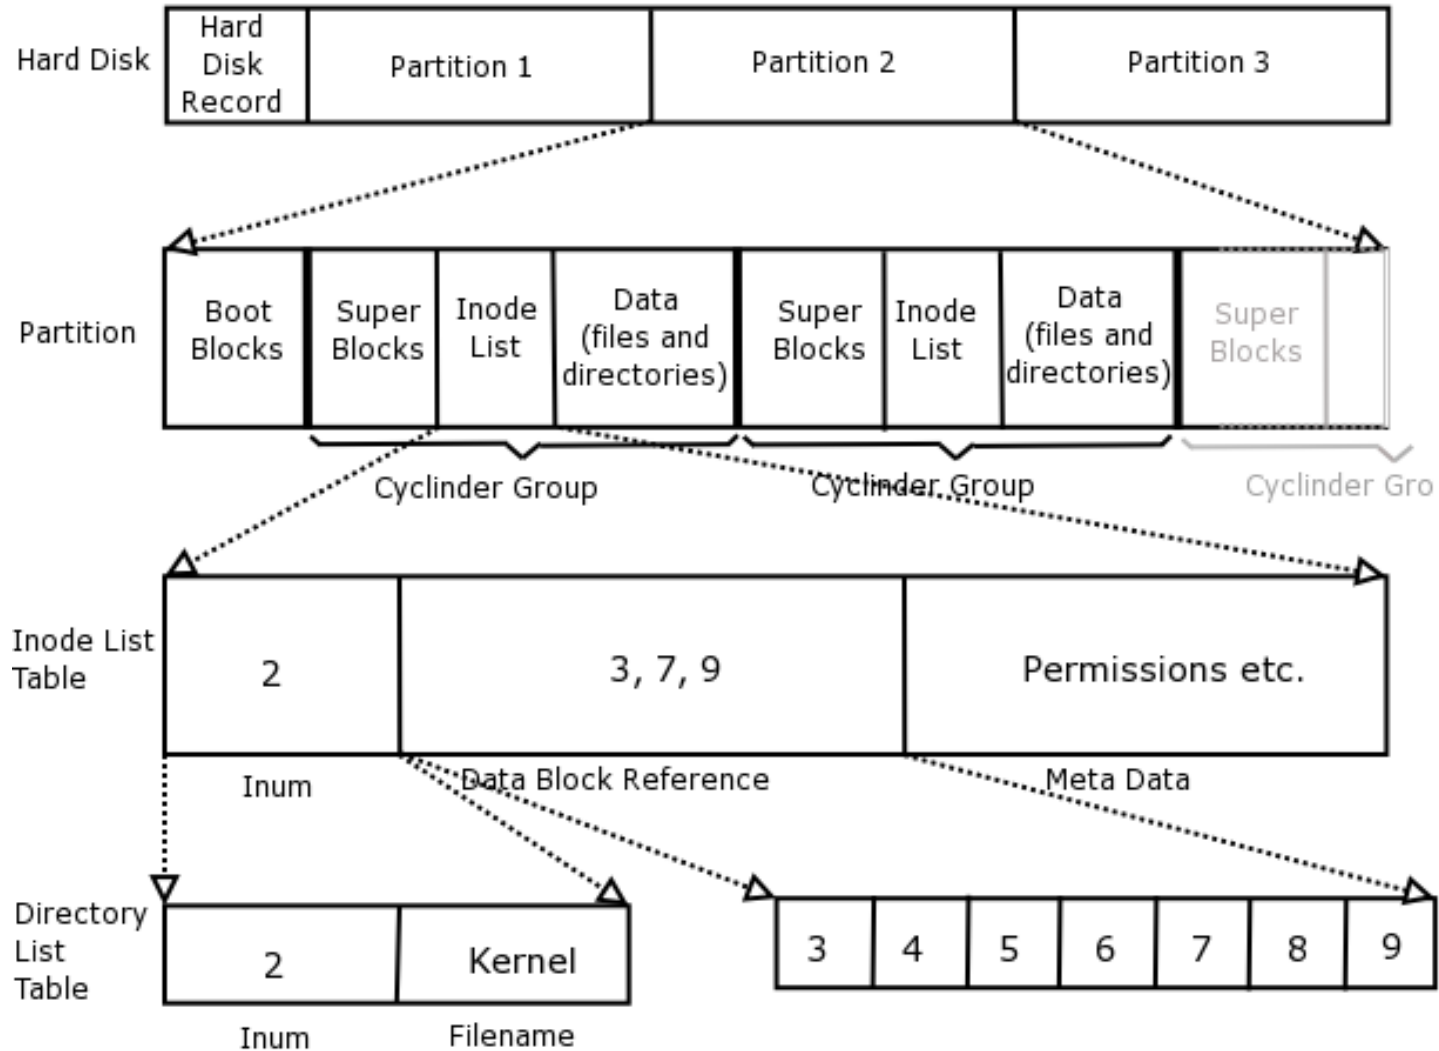 Hard Disk
Hard
Disk
Record
Partition 1
Partition 2
Partition 3
Partition
Boot
Blocks
Super
Blocks
Inode
List
Data
(files and
directories)
Super
Blocks
Inode
List
Data
(files and
directories)
Super
Blocks
Cyclinder Group
Cyclinder Group
Cyclinder Gro
Inode List
Table
2
3, 7, 9
Permissions etc.
Inum
Data Block Reference
Meta Data
Directory
List
Table
2
Kernel
3
4
5
6
7
8
9
Inum
Filename